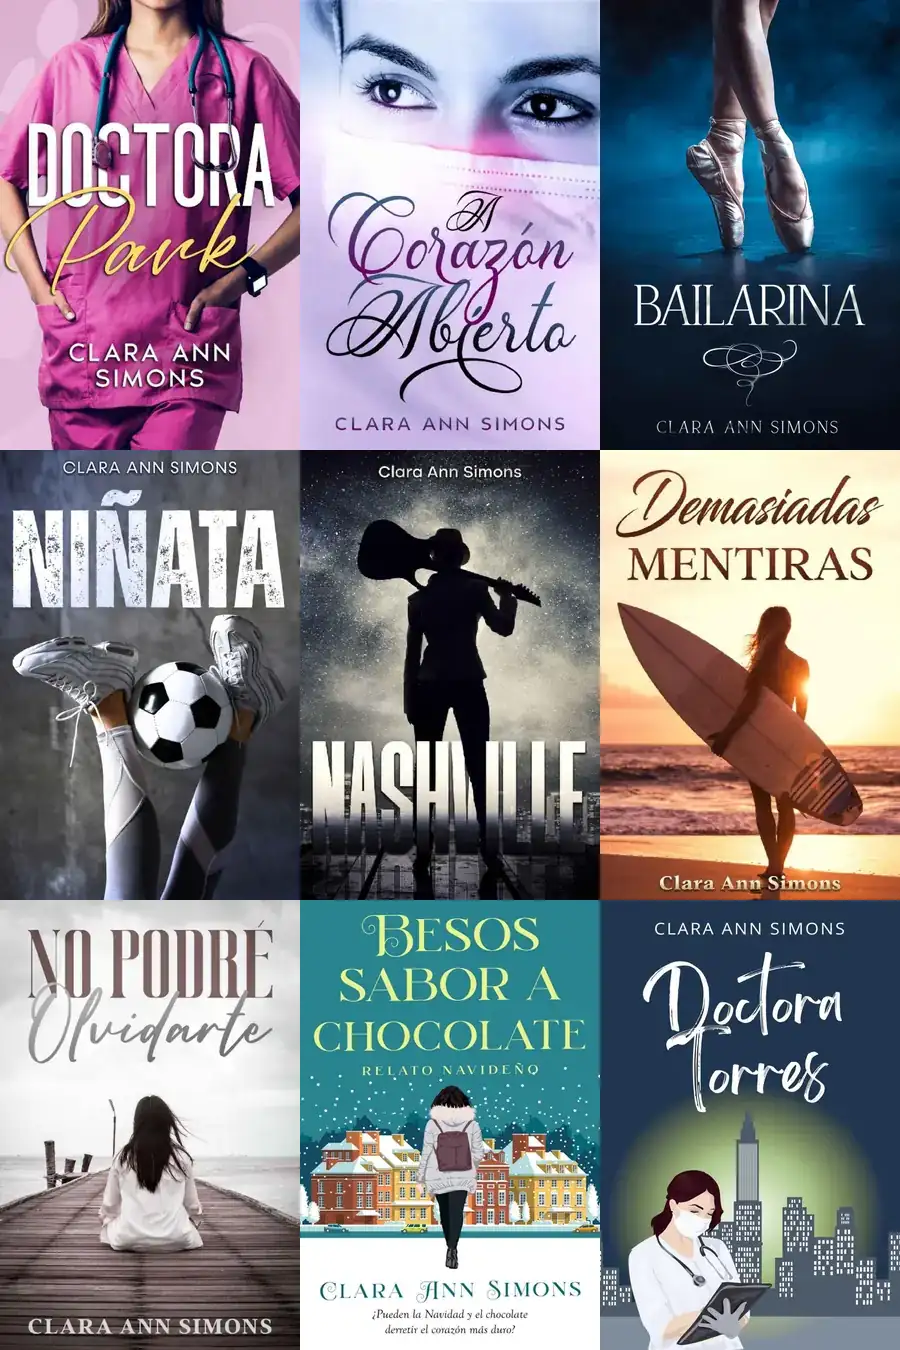 DOCTORA
Park
CLARA ANN
SIMONS
A
Corazón
Abierto
CLARA ANN SIMONS
BAILARINA
CLARA ANN SIMONS
CLARA ANN SIMONS
NIÑATA
Clara Ann Simons
NASHVILLE
Demasiadas
MENTIRAS
Clara Ann Simons
NO PODRÉ
Olvidarte
CLARA ANN SIMONS
BESOS
SABOR A
CHOCOLATE
RELATO NAVIDEÑO
CLARA ANN SIMONS
¿Pueden la Navidad y el chocolate
derretir el corazón más duro?
CLARA ANN SIMONS
Doctora
Torres